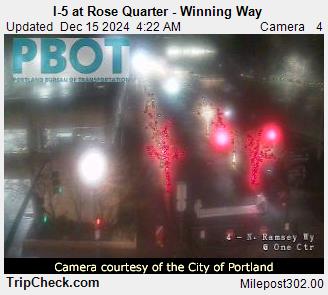 I-5 at Rose Quarter - Winning Way
Updated Dec 15 2024 4:22 AM Camera 4
PBOT
PORTLAND BUREAU OF TRANSPORTATION
4 - N. Ramsey Wy
@ One Ctr
Camera courtesy of the City of Portland
TripCheck.com Milepost302.00